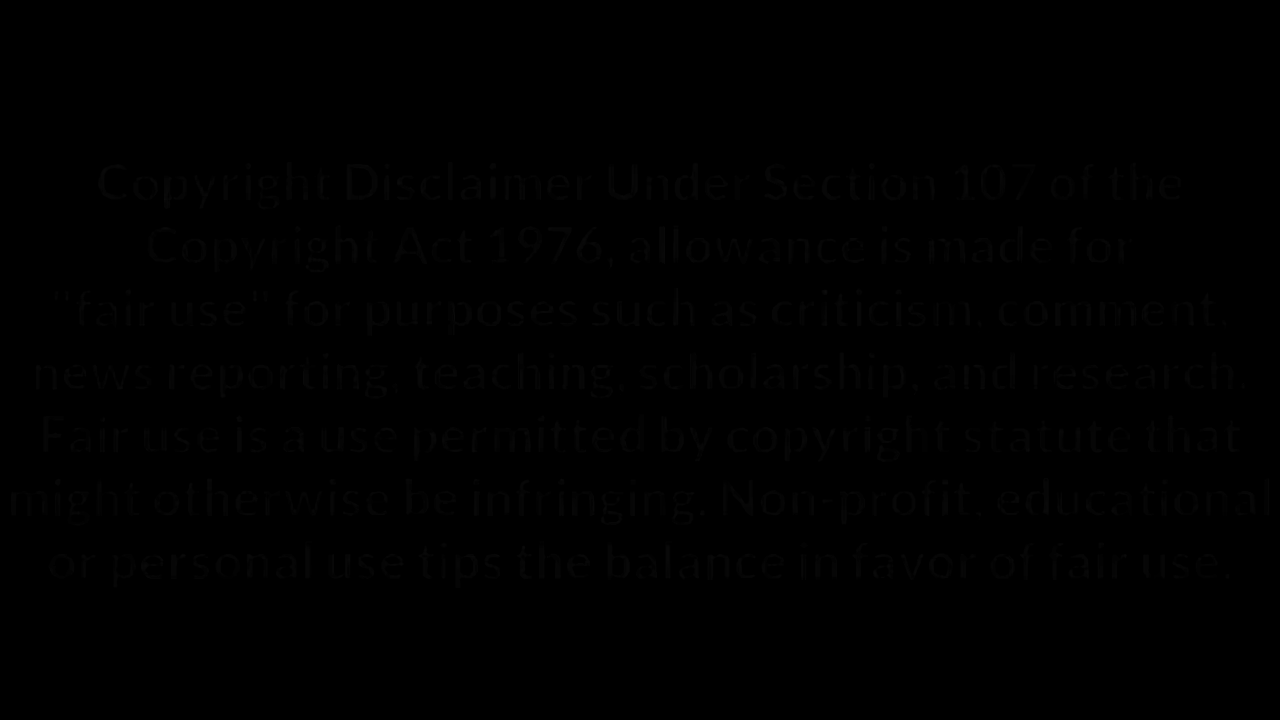 Copyright Disclaimer Under Section 107 of the
Copyright Act 1976, allowance is made for
"fair use" for purposes such as criticism, comment,
news reporting, teaching, scholarship, and research.
Fair use is a use permitted by copyright statute that
might otherwise be infringing. Non-profit, educational
or personal use tips the balance in favor of fair use.